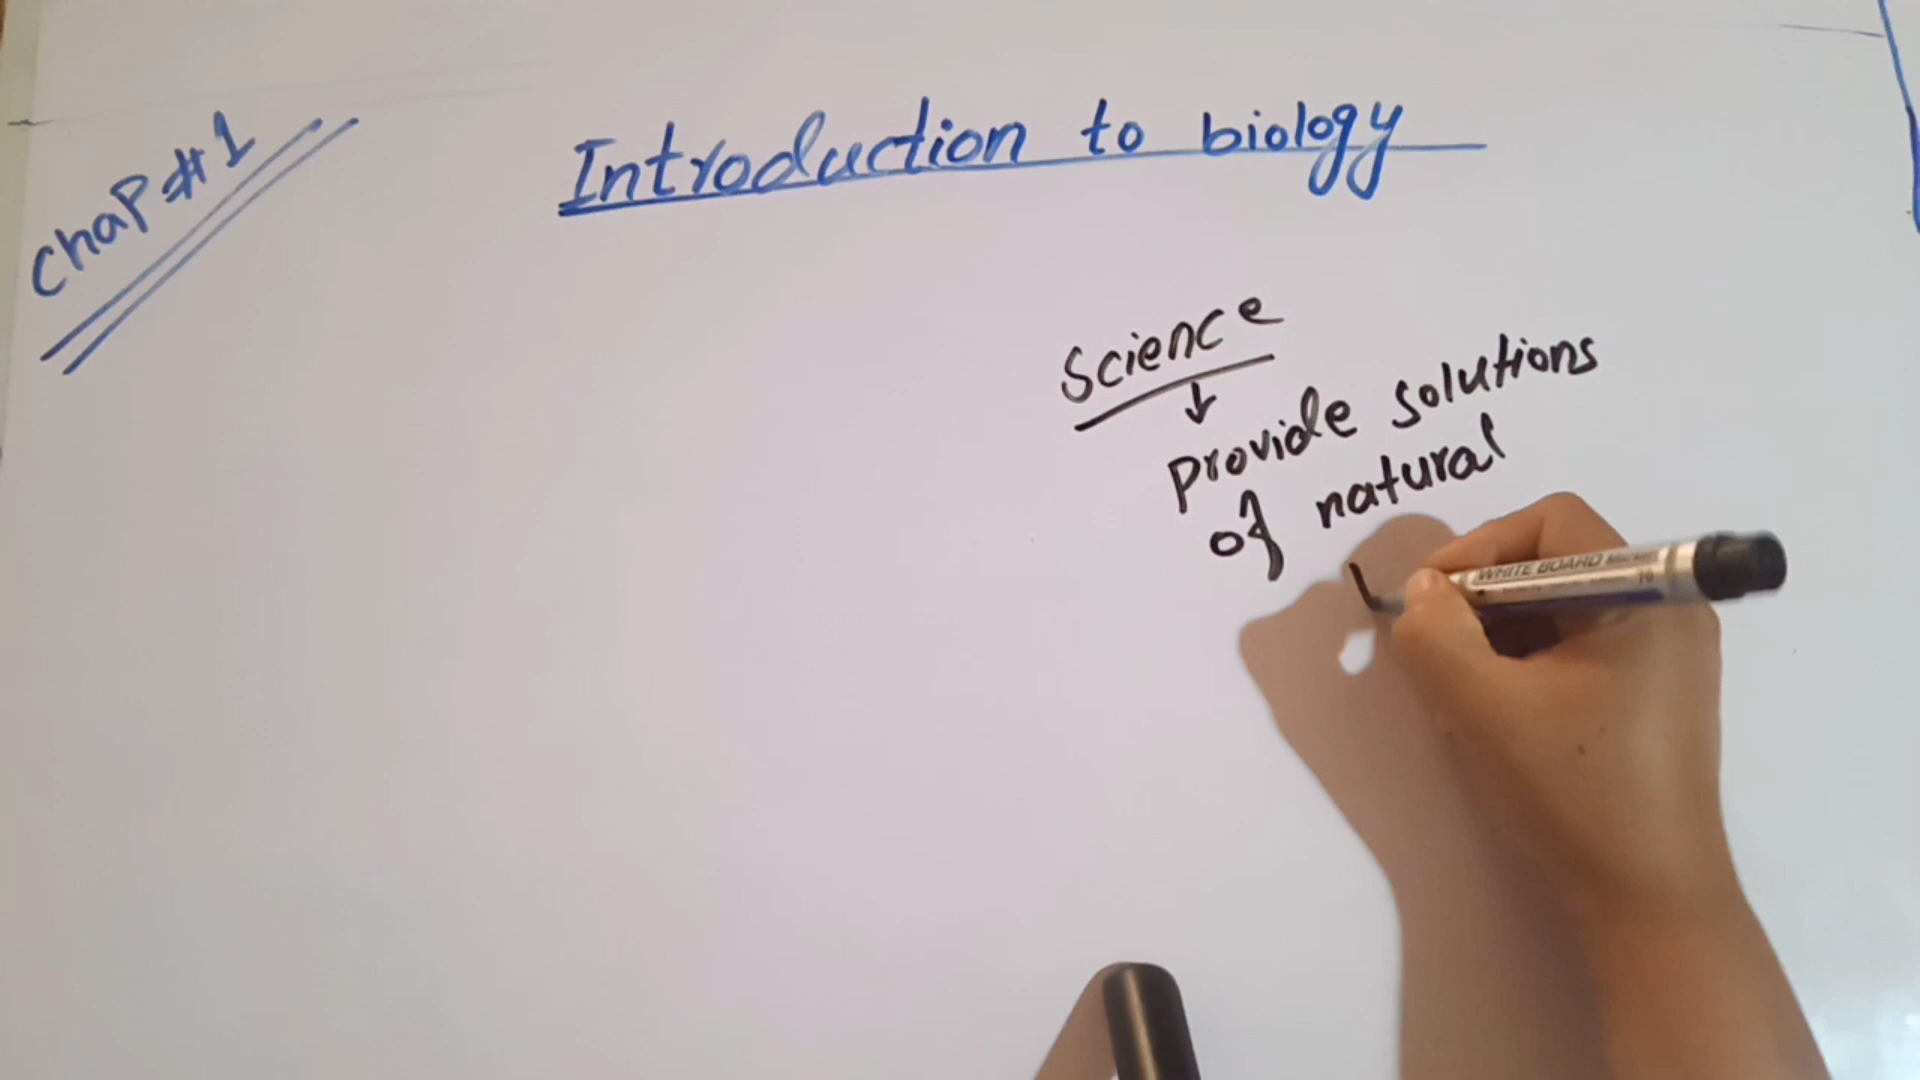 Chap # 1
Introduction to biology
Science
Provide solutions
of natural
WHITE BOARD Marker